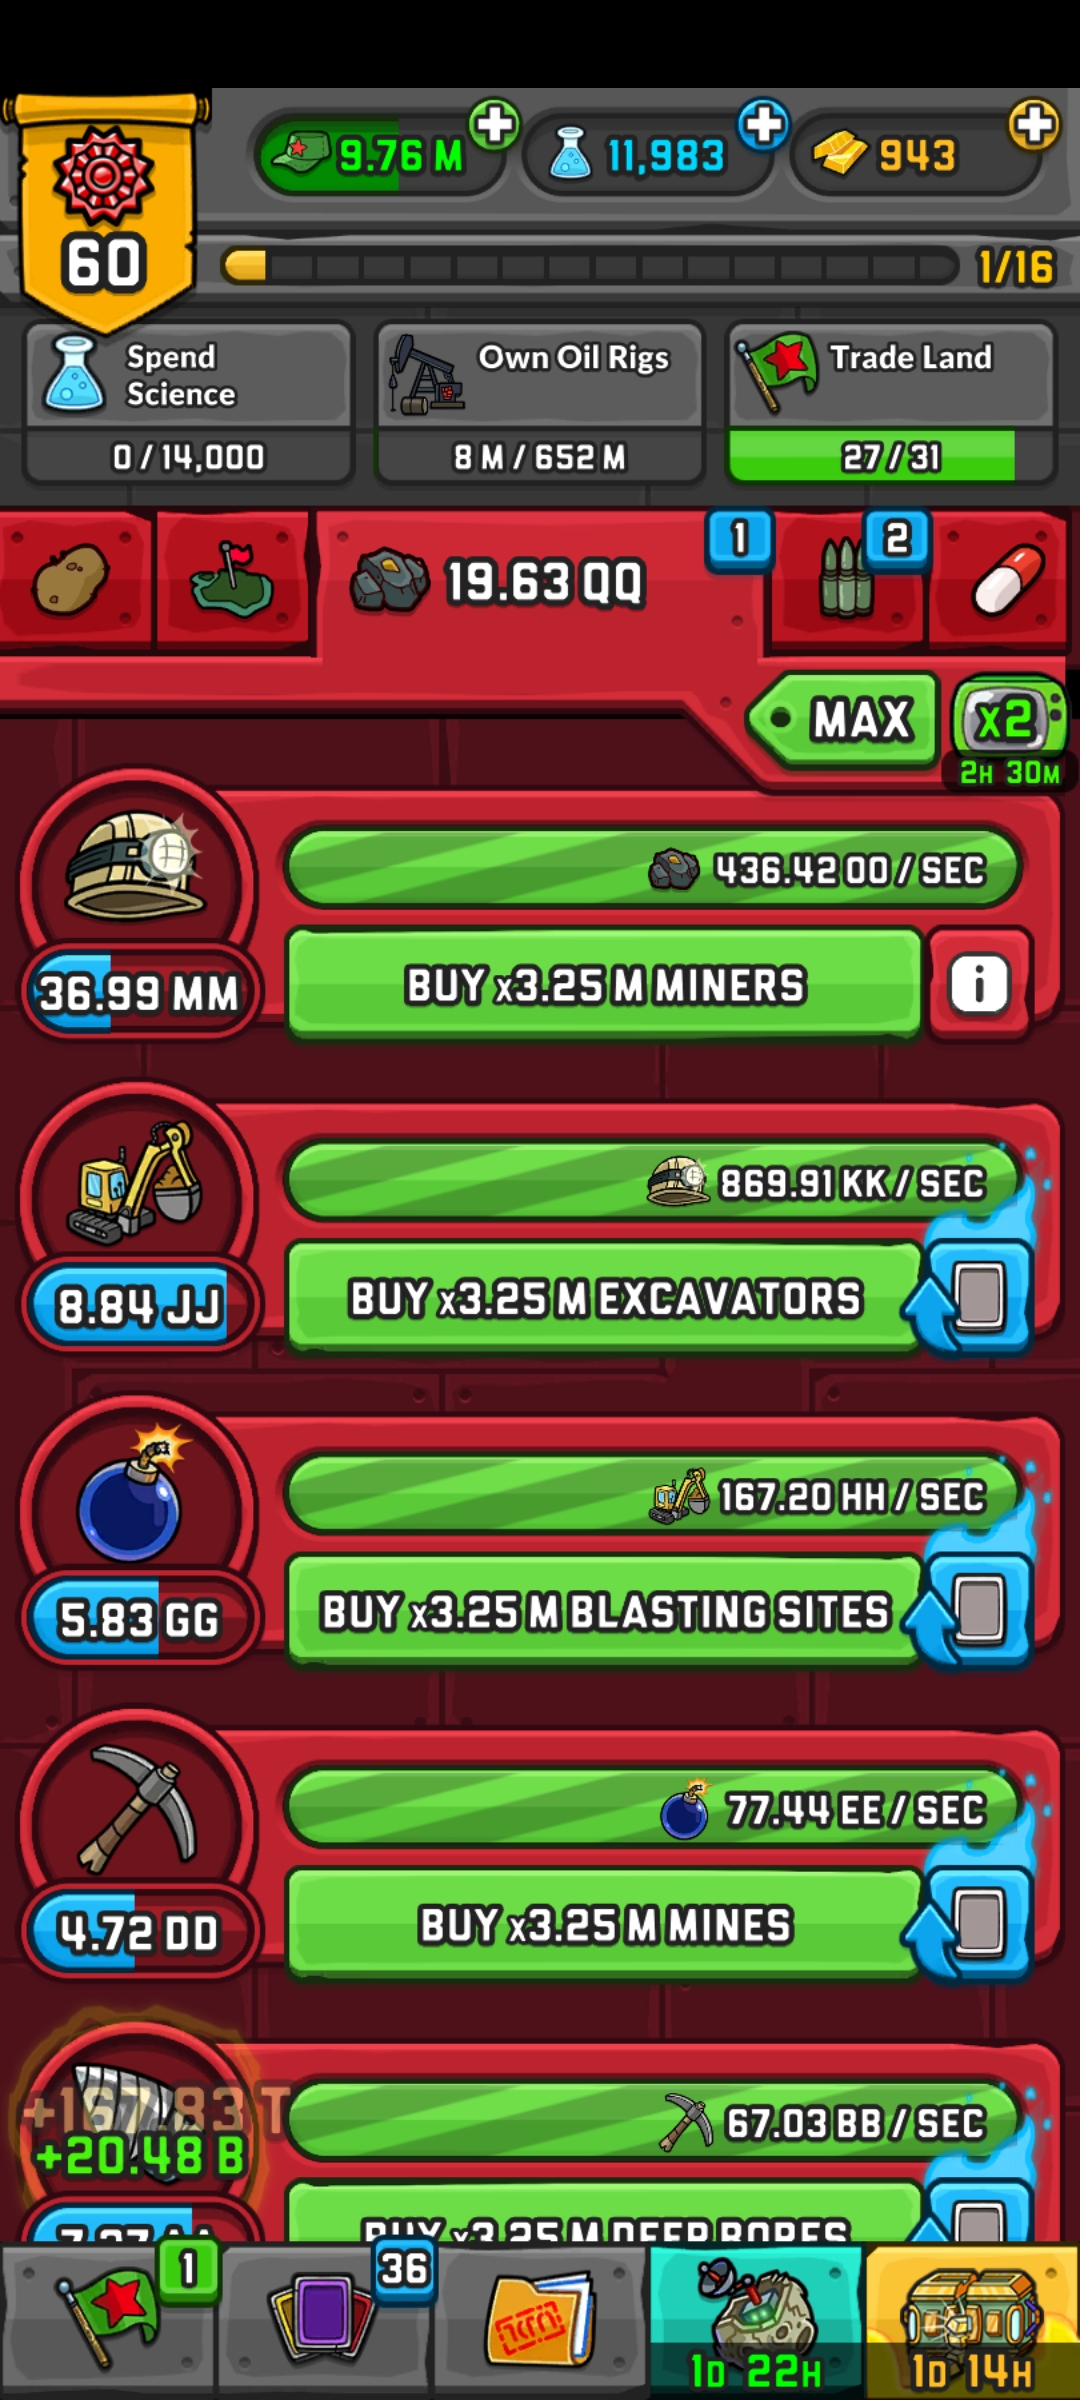 9.76 M
11,983
943
60
1/16
Spend
Science
Own Oil Rigs
Trade Land
0 / 14,000
8 M / 652 M
27 / 31
19.63 QQ
1
2
MAX
x2
2H 30M
436.42 OO / SEC
36.99 MM
BUY x3.25 M MINERS
i
869.91 KK / SEC
8.84 JJ
BUY x3.25 M EXCAVATORS
167.20 HH / SEC
5.83 GG
BUY x3.25 M BLASTING SITES
77.44 EE / SEC
4.72 DD
BUY x3.25 M MINES
+167.83 T
+20.48 B
67.03 BB / SEC
BUY x3.25 M DEEP BORES
1
36
1D 22H
1D 14H